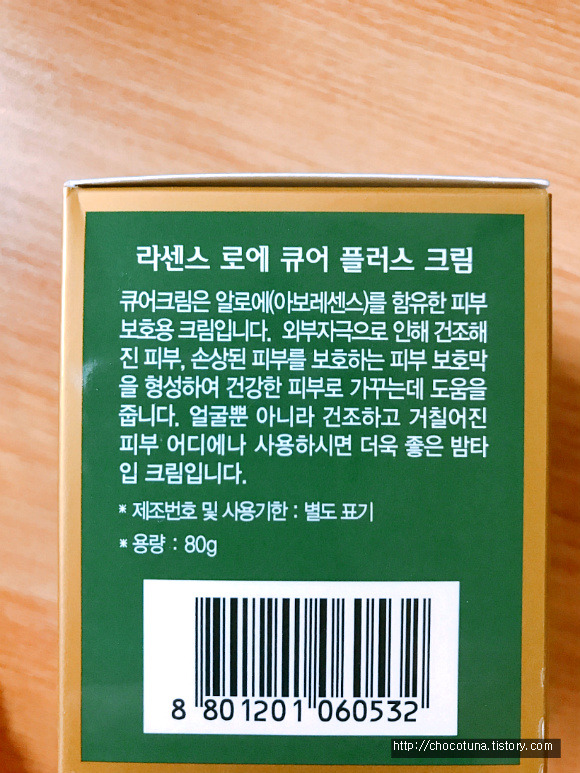 라센스 로에 큐어 플러스 크림
큐어크림은 알로에(아보레센스)를 함유한 피부
보호용 크림입니다. 외부자극으로 인해 건조해
진 피부, 손상된 피부를 보호하는 피부 보호막
을 형성하여 건강한 피부로 가꾸는데 도움을
줍니다. 얼굴뿐 아니라 건조하고 거칠어진
피부 어디에나 사용하시면 더욱 좋은 밤타
입 크림입니다.
* 제조번호 및 사용기한 : 별도 표기
* 용량 : 80g
8 801201 060532
http://chocotuna.tistory.com